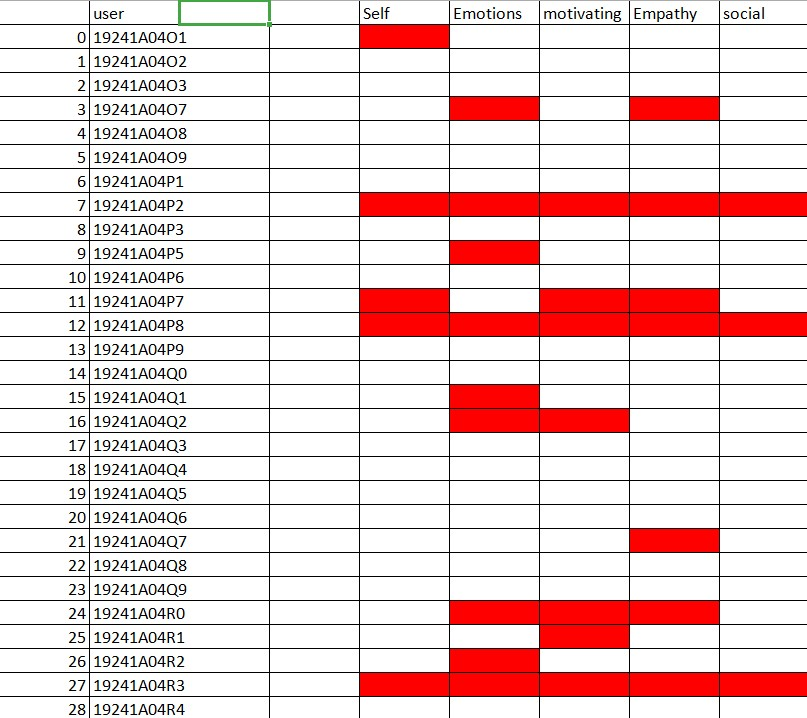 user Self Emotions motivating Empathy social
0 19241A04O1
1 19241A04O2
2 19241A04O3
3 19241A04O7
4 19241A04O8
5 19241A04O9
6 19241A04P1
7 19241A04P2
8 19241A04P3
9 19241A04P5
10 19241A04P6
11 19241A04P7
12 19241A04P8
13 19241A04P9
14 19241A04Q0
15 19241A04Q1
16 19241A04Q2
17 19241A04Q3
18 19241A04Q4
19 19241A04Q5
20 19241A04Q6
21 19241A04Q7
22 19241A04Q8
23 19241A04Q9
24 19241A04R0
25 19241A04R1
26 19241A04R2
27 19241A04R3
28 19241A04R4